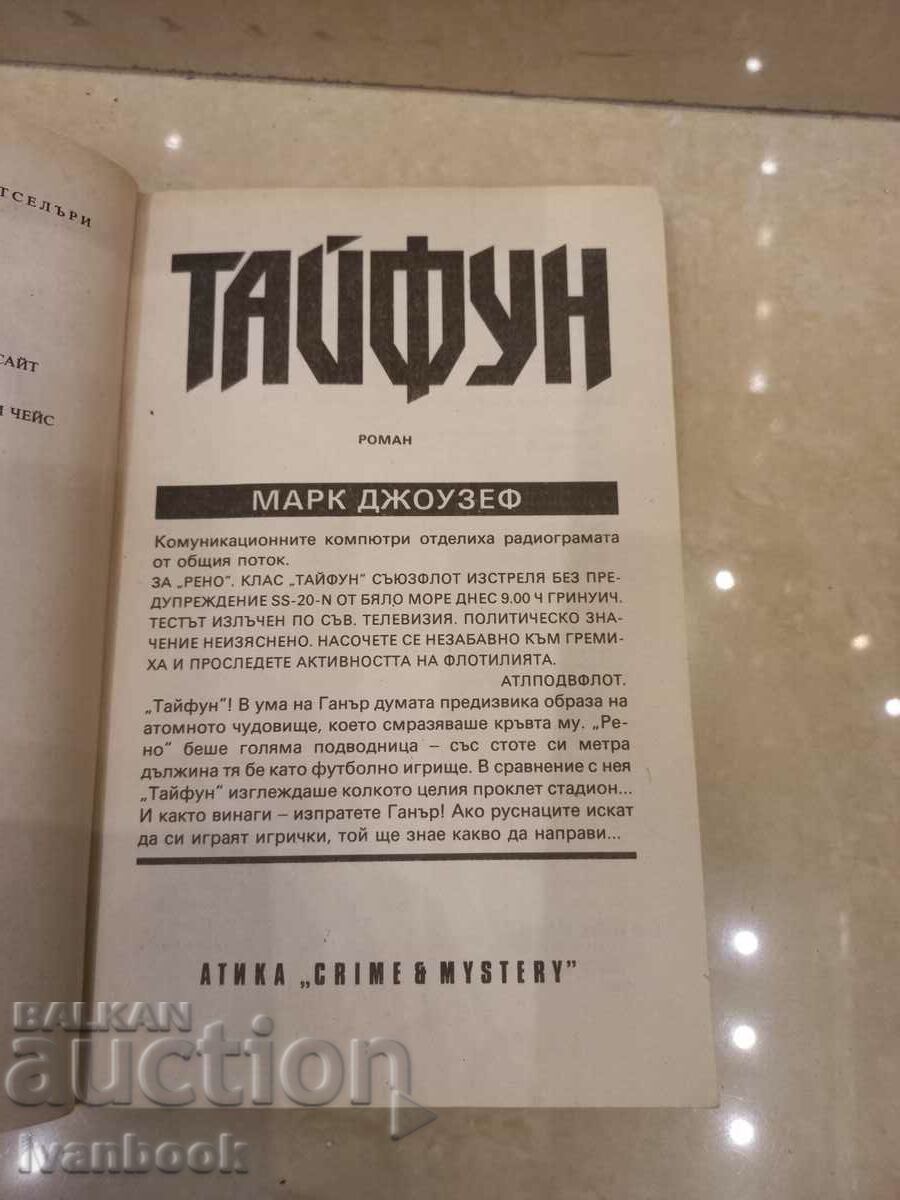 ТСЕЛЪРИ
САЙТ
ЧЕЙС
ТАЙФУН
РОМАН
МАРК ДЖОУЗЕФ
Комуникационните компютри отделиха радиограмата
от общия поток.
ЗА „РЕНО". КЛАС „ТАЙФУН" СЪЮЗФЛОТ ИЗСТРЕЛЯ БЕЗ ПРЕ-
ДУПРЕЖДЕНИЕ SS-20-N ОТ БЯЛО МОРЕ ДНЕС 9.00 Ч ГРИНУИЧ.
ТЕСТЪТ ИЗЛЪЧЕН ПО СЪВ. ТЕЛЕВИЗИЯ. ПОЛИТИЧЕСКО ЗНА-
ЧЕНИЕ НЕИЗЯСНЕНО. НАСОЧЕТЕ СЕ НЕЗАБАВНО КЪМ ГРЕМИ-
ХА И ПРОСЛЕДЕТЕ АКТИВНОСТТА НА ФЛОТИЛИЯТА.
АТЛПОДВФЛОТ.
„Тайфун"! В ума на Ганър думата предизвика образа на
атомното чудовище, което смразяваше кръвта му. „Ре-
но" беше голяма подводница – със стоте си метра
дължина тя бе като футболно игрище. В сравнение с нея
„Тайфун" изглеждаше колкото целия проклет стадион...
И както винаги – изпратете Ганър! Ако руснаците искат
да си играят игрички, той ще знае какво да направи...
АТИКА „CRIME & MYSTERY"
BALKAN
auction
Ivanbook